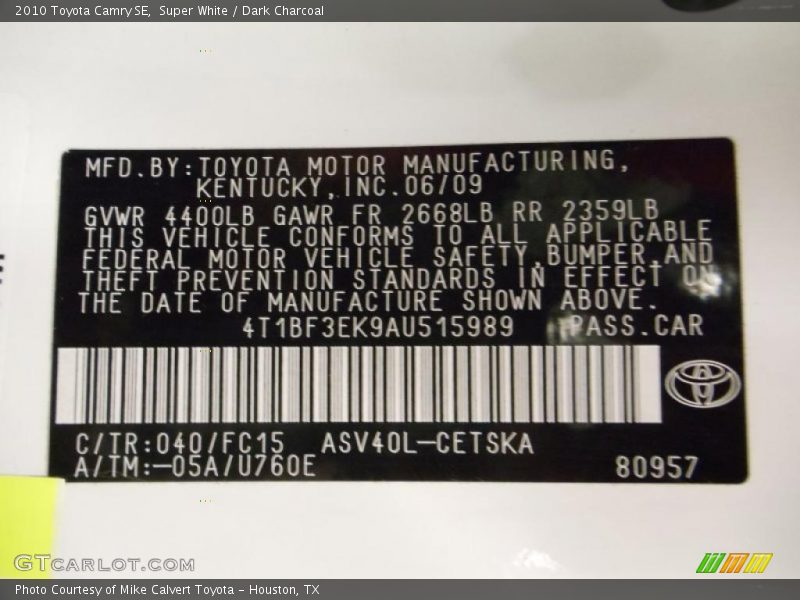 2010 Toyota Camry SE, Super White / Dark Charcoal
MFD.BY:TOYOTA MOTOR MANUFACTURING,
KENTUCKY,INC.06/09
GVWR 4400LB GAWR FR 2668LB RR 2359LB
THIS VEHICLE CONFORMS TO ALL APPLICABLE
FEDERAL MOTOR VEHICLE SAFETY,BUMPER,AND
THEFT PREVENTION STANDARDS IN EFFECT ON
THE DATE OF MANUFACTURE SHOWN ABOVE.
4T1BF3EK9AU515989 PASS.CAR
C/TR:040/FC15 ASV40L-CETSKA
A/TM:-05A/U760E 80957
GTCARLOT.COM
Photo Courtesy of Mike Calvert Toyota - Houston, TX